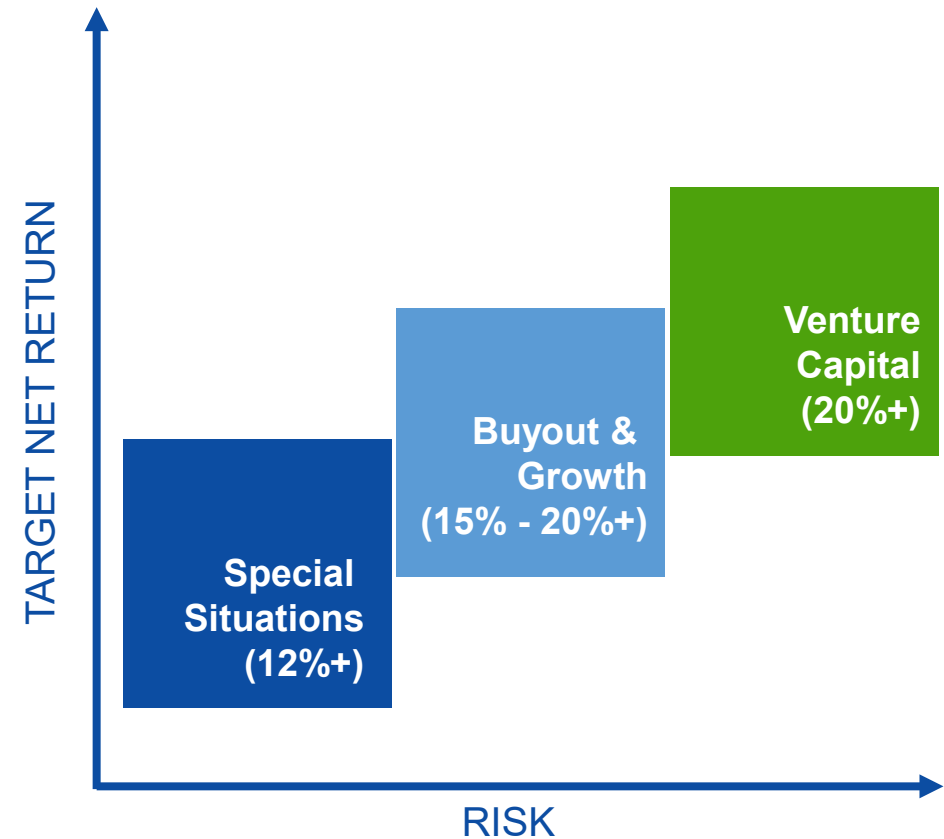 TARGET NET RETURN
Special
Situations
(12%+)
Buyout &
Growth
(15% - 20%+)
Venture
Capital
(20%+)
RISK